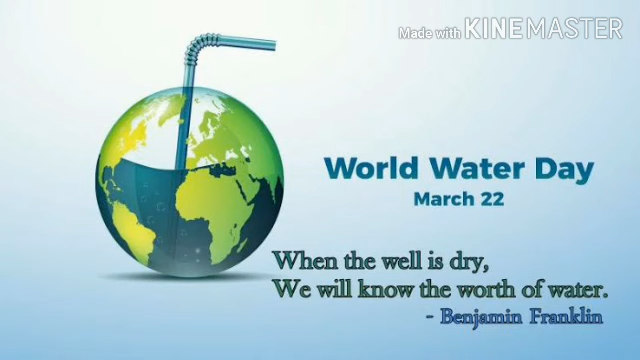 Made with KINEMASTER
World Water Day
March 22
When the well is dry,
We will know the worth of water.
- Benjamin Franklin